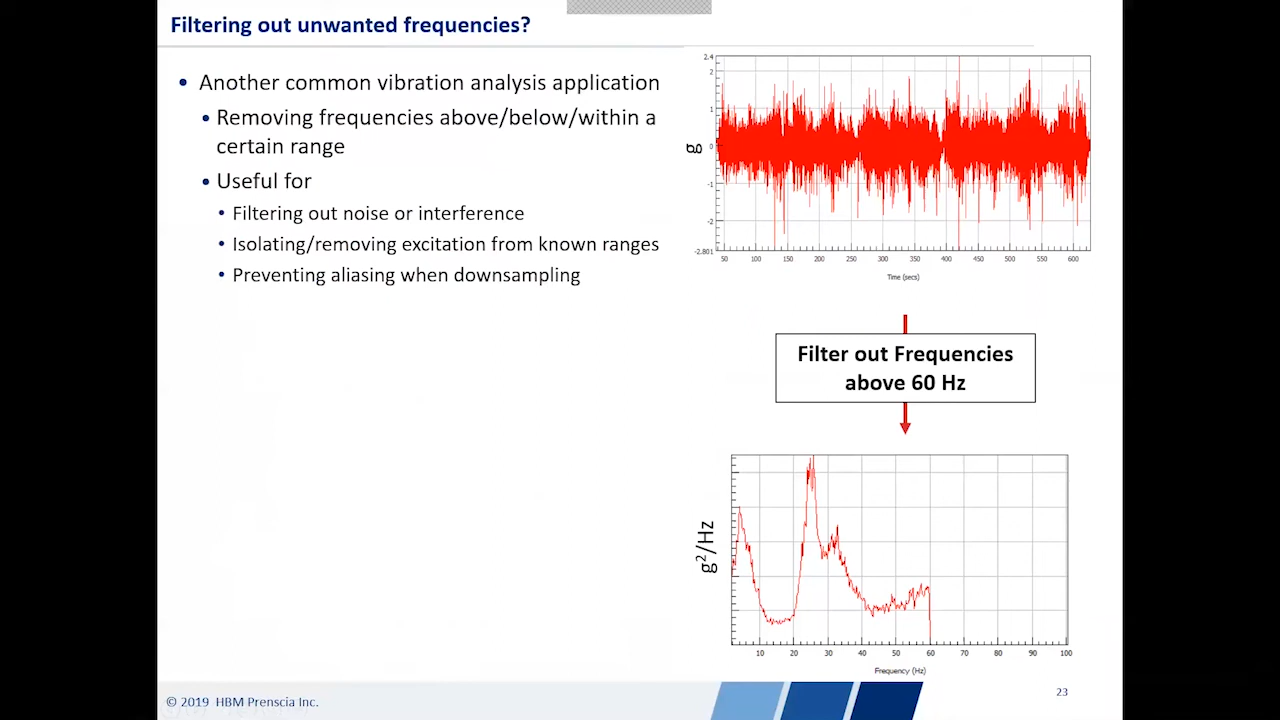 Filtering out unwanted frequencies?
• Another common vibration analysis application
• Removing frequencies above/below/within a
certain range
• Useful for
• Filtering out noise or interference
• Isolating/removing excitation from known ranges
• Preventing aliasing when downsampling
g
2.4
2
1
0
-1
-2
-2.801
50 100 150 200 250 300 350 400 450 500 550 600
Time (secs)
Filter out Frequencies
above 60 Hz
g²/Hz
10 20 30 40 50 60 70 80 90 100
Frequency (Hz)
© 2019 HBM Prenscia Inc.
23